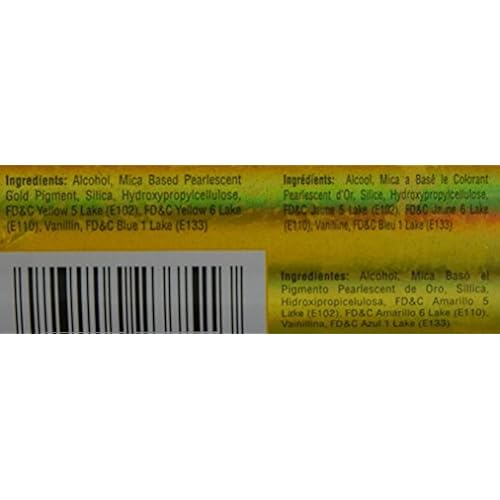 Ingredients: Alcohol, Mica Based Pearlescent
Gold Pigment, Silica, Hydroxypropylcellulose,
FD&C Yellow 5 Lake (E102), FD&C Yellow 6 Lake
(E110), Vanillin, FD&C Blue 1 Lake (E133)
Ingrédients: Alcool, Mica a Basé le Colorant
Pearlescent d'Or, Silice, Hydroxypropylcellulose,
FD&C Jaune 5 Lake (E102), FD&C Jaune 6 Lake
(E110), Vanilline, FD&C Bleu 1 Lake (E133)
Ingredientes: Alcohol, Mica Basó el
Pigmento Pearlescent de Oro, Sillica,
Hidroxipropicelulosa, FD&C Amarillo 5
Lake (E102), FD&C Amarillo 6 Lake (E110),
Vainillina, FD&C Azul 1 Lake (E133)